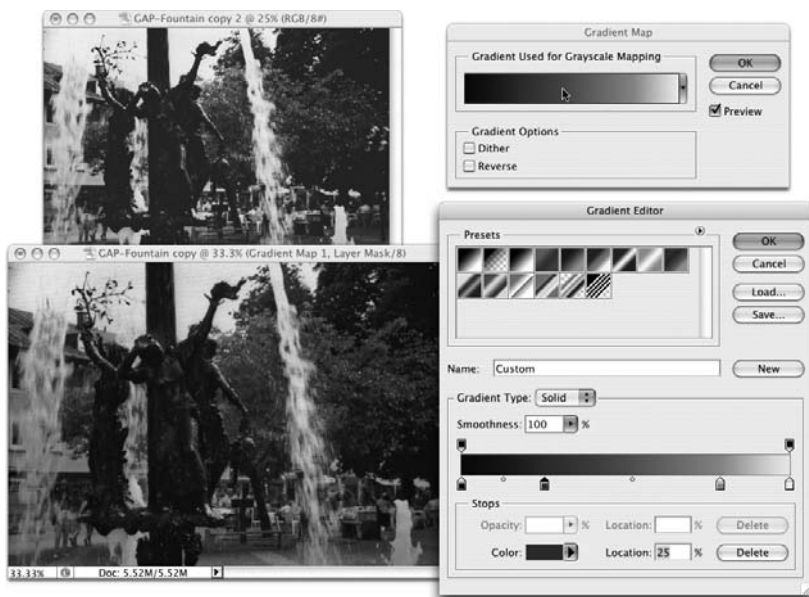 GAP-Fountain copy 2 @ 25% (RGB/8#)
GAP-Fountain copy @ 33.3% (Gradient Map 1, Layer Mask/8)
33.33%
Doc: 5.52M/5.52M
Gradient Map
Gradient Used for Grayscale Mapping
OK
Cancel
Preview
Gradient Options
Dither
Reverse
Gradient Editor
Presets
OK
Cancel
Load...
Save...
Name: Custom
New
Gradient Type: Solid
Smoothness: 100 %
Stops
Opacity: % Location: % Delete
Color: Location: 25 % Delete